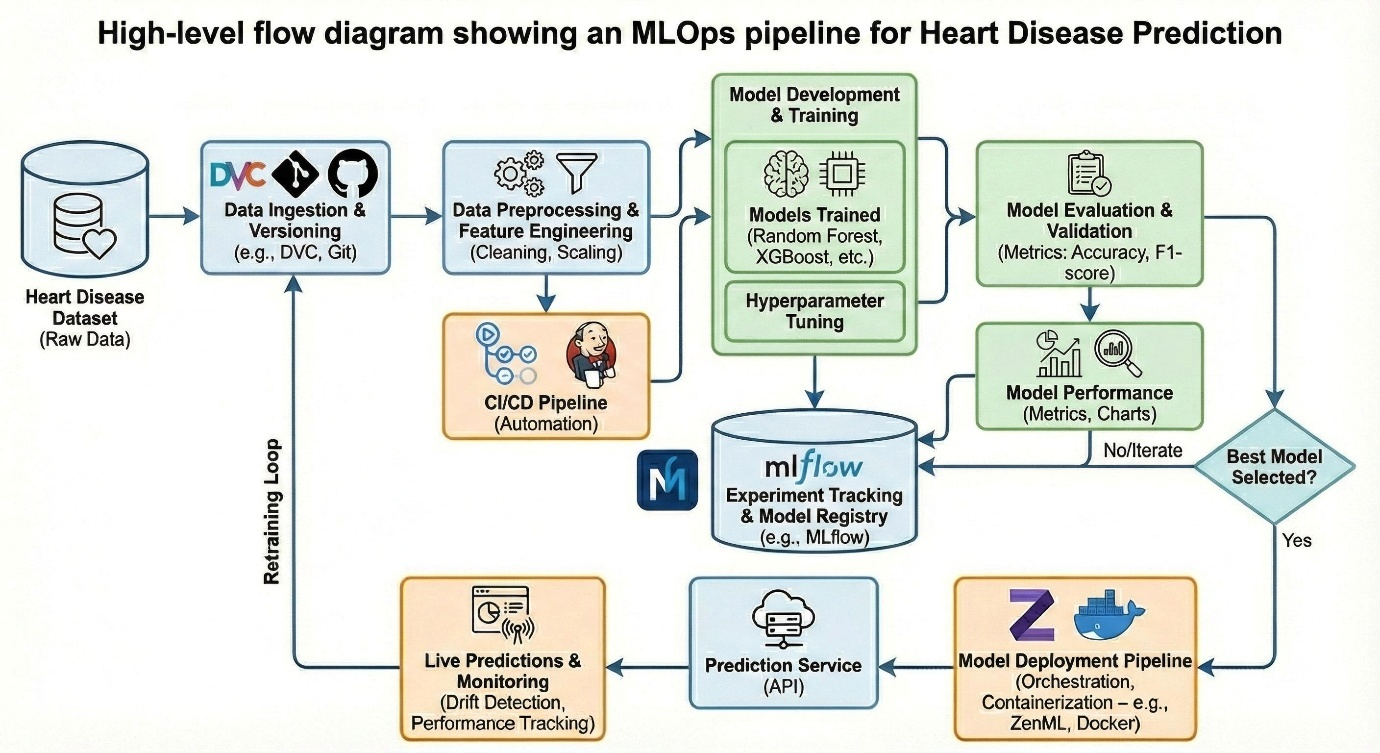 High-level flow diagram showing an MLOps pipeline for Heart Disease Prediction
Heart Disease
Dataset
(Raw Data)
DVC
Data Ingestion &
Versioning
(e.g., DVC, Git)
Data Preprocessing &
Feature Engineering
(Cleaning, Scaling)
CI/CD Pipeline
(Automation)
Model Development
& Training
Models Trained
(Random Forest,
XGBoost, etc.)
Hyperparameter
Tuning
Model Evaluation &
Validation
(Metrics: Accuracy, F1-
score)
Model Performance
(Metrics, Charts)
No/Iterate
Best Model
Selected?
Yes
M
mlflow
Experiment Tracking
& Model Registry
(e.g., MLflow)
Retraining Loop
Live Predictions &
Monitoring
(Drift Detection,
Performance Tracking)
Prediction Service
(API)
Z
Model Deployment Pipeline
(Orchestration,
Containerization – e.g.,
ZenML, Docker)